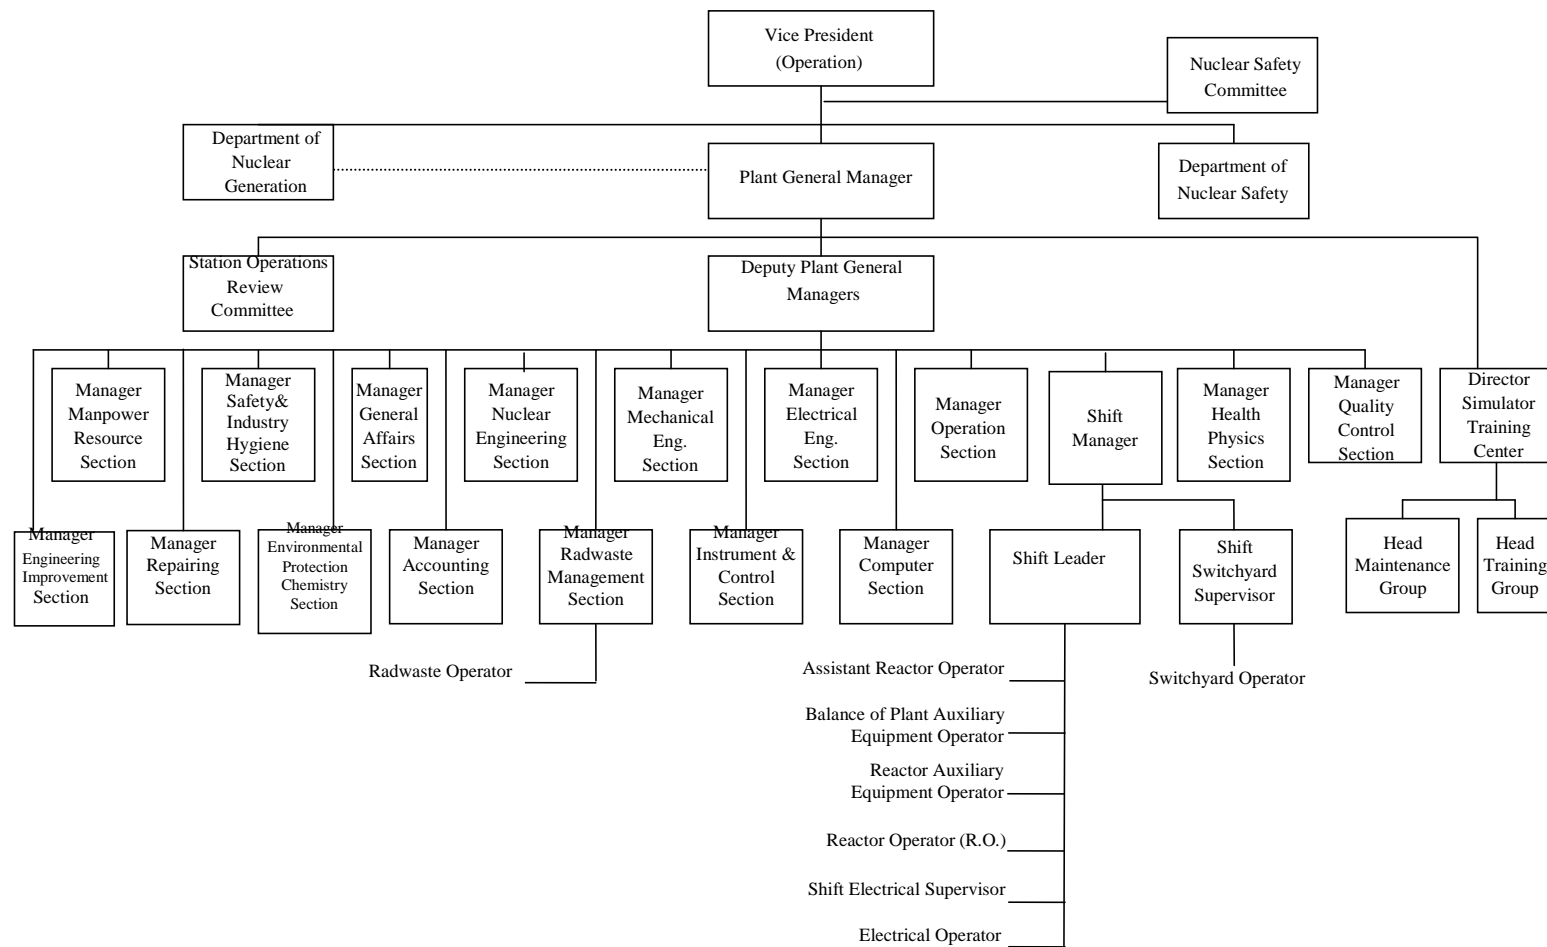 Vice President
(Operation)
Nuclear Safety
Committee
Department of
Nuclear
Generation
Plant General Manager
Department of
Nuclear Safety
Station Operations
Review
Committee
Deputy Plant General
Managers
Manager
Manpower
Resource
Section
Manager
Safety&
Industry
Hygiene
Section
Manager
General
Affairs
Section
Manager
Nuclear
Engineering
Section
Manager
Mechanical
Eng.
Section
Manager
Electrical
Eng.
Section
Manager
Operation
Section
Shift
Manager
Manager
Health
Physics
Section
Manager
Quality
Control
Section
Director
Simulator
Training
Center
Manager
Engineering
Improvement
Section
Manager
Repairing
Section
Manager
Environmental
Protection
Chemistry
Section
Manager
Accounting
Section
Manager
Radwaste
Management
Section
Manager
Instrument &
Control
Section
Manager
Computer
Section
Shift Leader
Shift
Switchyard
Supervisor
Head
Maintenance
Group
Head
Training
Group
Radwaste Operator
Assistant Reactor Operator
Switchyard Operator
Balance of Plant Auxiliary
Equipment Operator
Reactor Auxiliary
Equipment Operator
Reactor Operator (R.O.)
Shift Electrical Supervisor
Electrical Operator